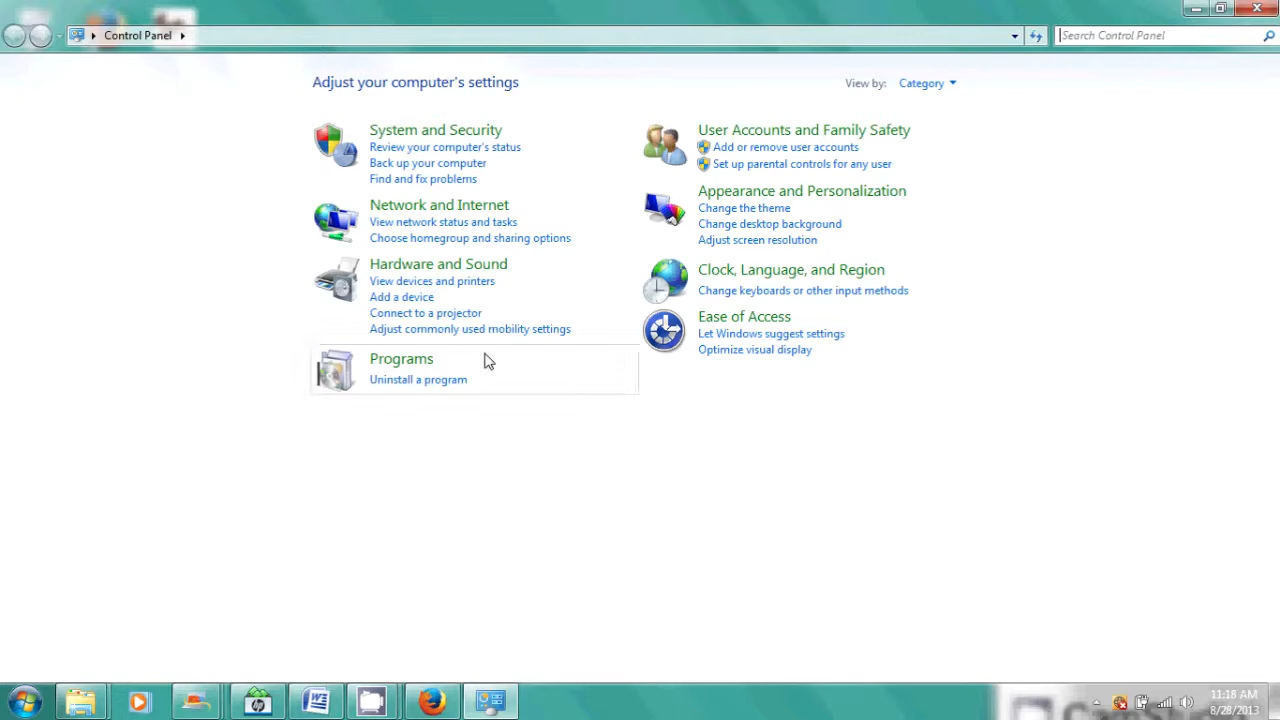 Control Panel
Search Control Panel
Adjust your computer's settings
View by: Category
System and Security
Review your computer's status
Back up your computer
Find and fix problems
Network and Internet
View network status and tasks
Choose homegroup and sharing options
Hardware and Sound
View devices and printers
Add a device
Connect to a projector
Adjust commonly used mobility settings
Programs
Uninstall a program
User Accounts and Family Safety
Add or remove user accounts
Set up parental controls for any user
Appearance and Personalization
Change the theme
Change desktop background
Adjust screen resolution
Clock, Language, and Region
Change keyboards or other input methods
Ease of Access
Let Windows suggest settings
Optimize visual display
hp
W
11:18 AM
8/28/2013